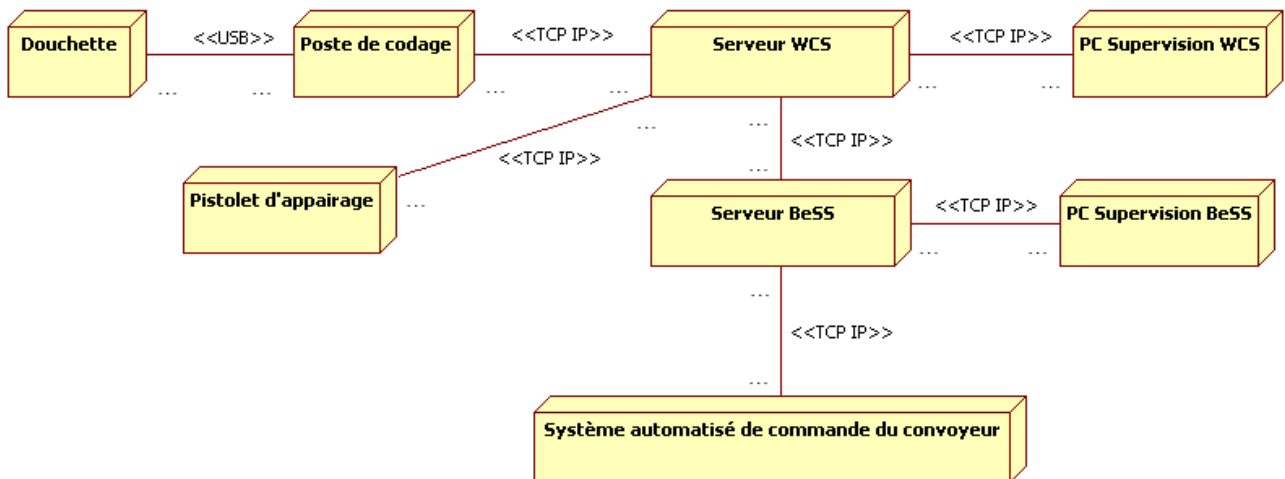 Douchette
<<USB>>
Poste de codage
<<TCP IP>>
Serveur WCS
<<TCP IP>>
PC Supervision WCS
... ... ... ... ... ...
... ...
<<TCP IP>>
<<TCP IP>>
...
Pistolet d'appairage
...
Serveur BeSS
<<TCP IP>>
PC Supervision BeSS
... ...
...
<<TCP IP>>
...
Système automatisé de commande du convoyeur